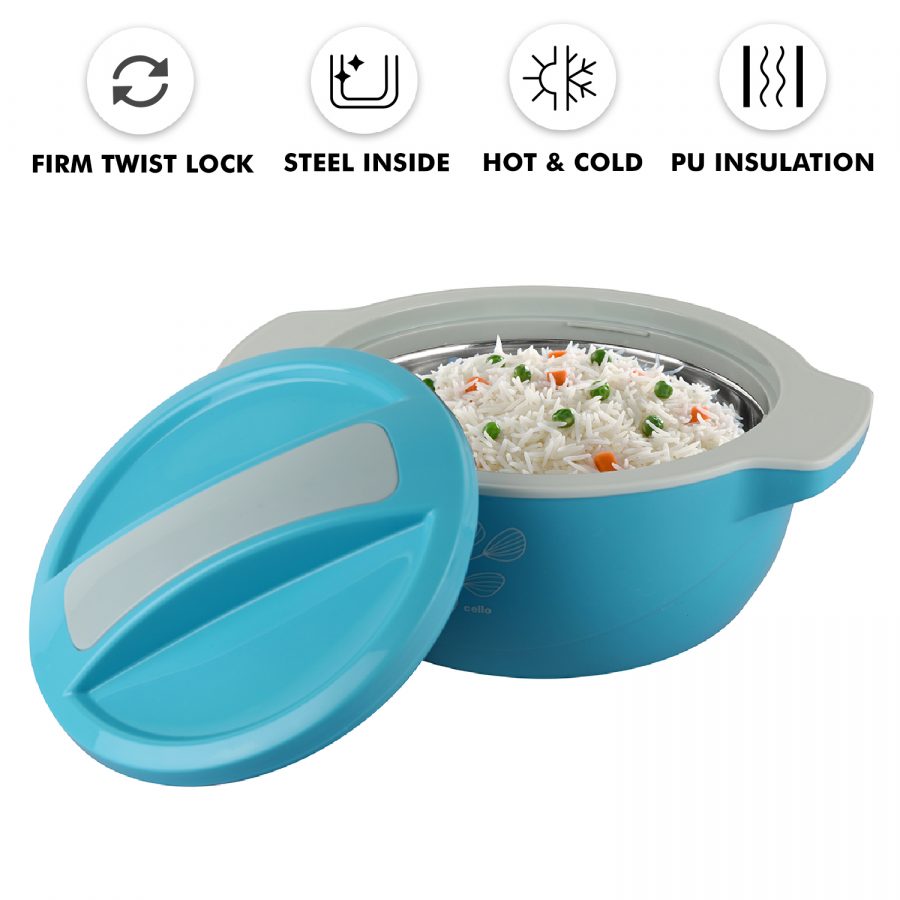 FIRM TWIST LOCK
STEEL INSIDE
HOT & COLD
PU INSULATION
cello